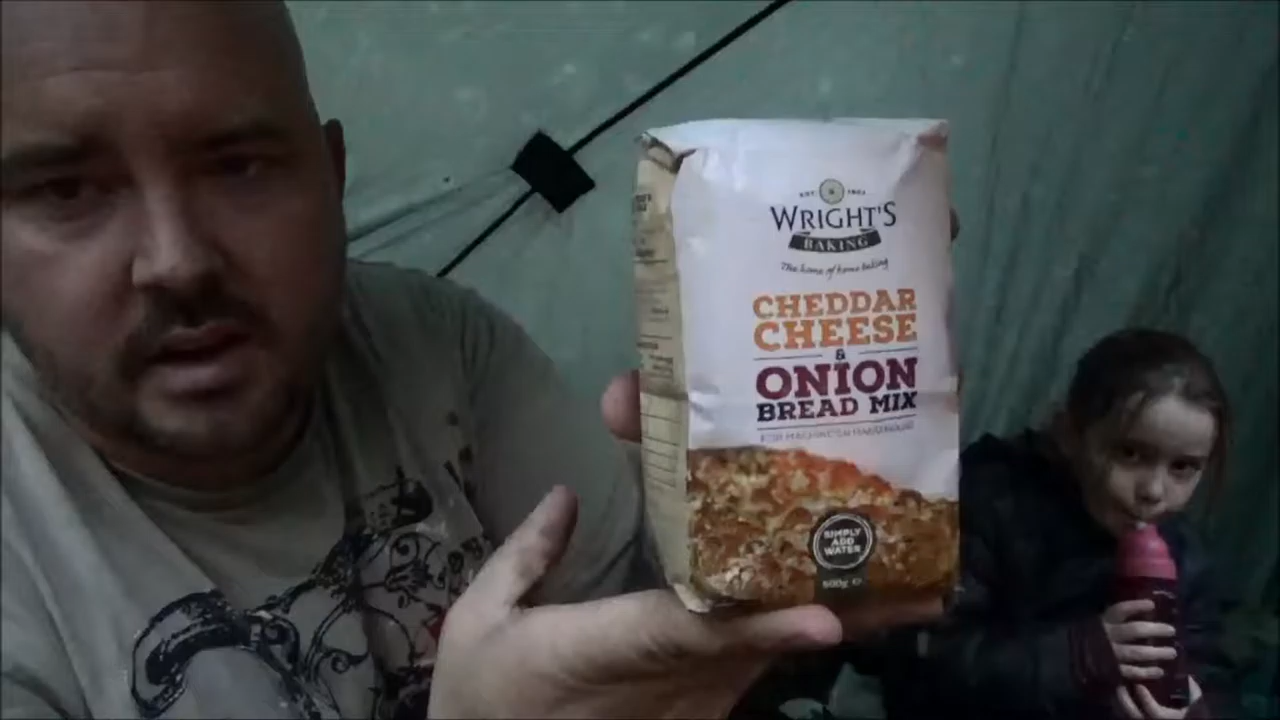 EST 1867
WRIGHT'S
BAKING
The home of home baking
CHEDDAR
CHEESE
&
ONION
BREAD MIX
SIMPLY
ADD
WATER
500g e